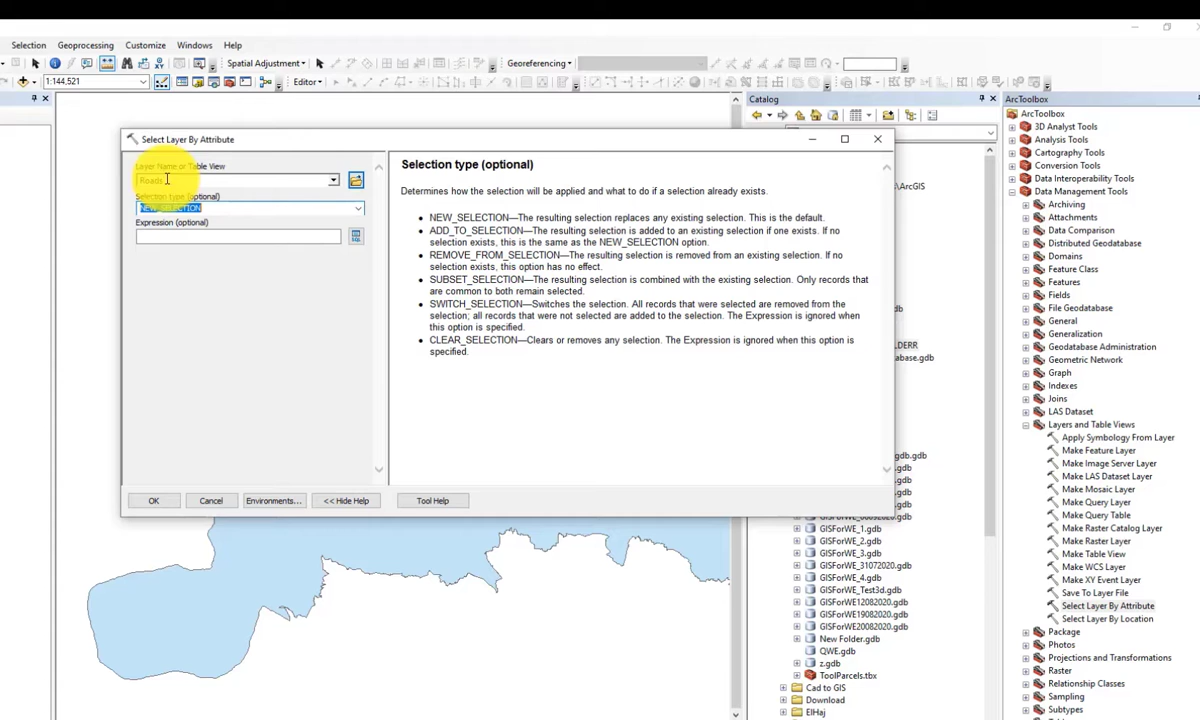 Selection Geoprocessing Customize Windows Help
Spatial Adjustment Georeferencing
1:144,521 Editor
Catalog
ArcToolbox
Select Layer By Attribute
Layer Name or Table View
Roads
Selection type (optional)
NEW_SELECTION
Expression (optional)
SQL
OK Cancel Environments... << Hide Help Tool Help
Selection type (optional)
Determines how the selection will be applied and what to do if a selection already exists.
• NEW_SELECTION—The resulting selection replaces any existing selection. This is the default.
• ADD_TO_SELECTION—The resulting selection is added to an existing selection if one exists. If no
selection exists, this is the same as the NEW_SELECTION option.
• REMOVE_FROM_SELECTION—The resulting selection is removed from an existing selection. If no
selection exists, this option has no effect.
• SUBSET_SELECTION—The resulting selection is combined with the existing selection. Only records that
are common to both remain selected.
• SWITCH_SELECTION—Switches the selection. All records that were selected are removed from the
selection; all records that were not selected are added to the selection. The Expression is ignored when
this option is specified.
• CLEAR_SELECTION—Clears or removes any selection. The Expression is ignored when this option is
specified.
\ArcGIS
_DERR
abase.gdb
gdb.gdb
GISForWE_1.gdb
GISForWE_2.gdb
GISForWE_3.gdb
GISForWE_31072020.gdb
GISForWE_4.gdb
GISForWE_Test3d.gdb
GISForWE12082020.gdb
GISForWE19082020.gdb
GISForWE20082020.gdb
New Folder.gdb
QWE.gdb
z.gdb
ToolParcels.tbx
Cad to GIS
Download
ElHaj
ArcToolbox
3D Analyst Tools
Analysis Tools
Cartography Tools
Conversion Tools
Data Interoperability Tools
Data Management Tools
Archiving
Attachments
Data Comparison
Distributed Geodatabase
Domains
Feature Class
Features
Fields
File Geodatabase
General
Generalization
Geodatabase Administration
Geometric Network
Graph
Indexes
Joins
LAS Dataset
Layers and Table Views
Apply Symbology From Layer
Make Feature Layer
Make Image Server Layer
Make LAS Dataset Layer
Make Mosaic Layer
Make Query Layer
Make Query Table
Make Raster Catalog Layer
Make Raster Layer
Make Table View
Make WCS Layer
Make XY Event Layer
Save To Layer File
Select Layer By Attribute
Select Layer By Location
Package
Photos
Projections and Transformations
Raster
Relationship Classes
Sampling
Subtypes